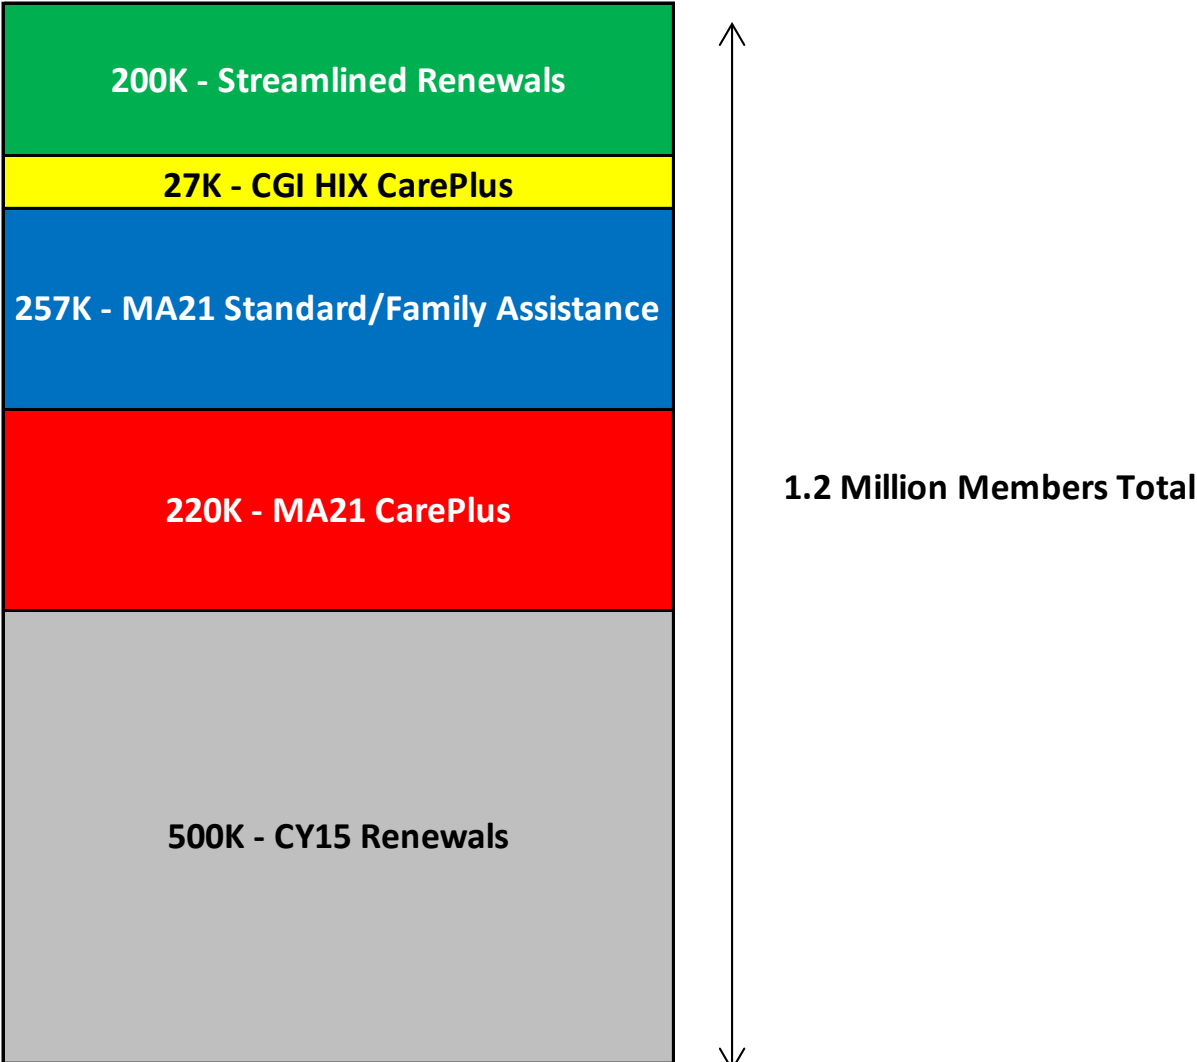 200K - Streamlined Renewals
27K - CGI HIX CarePlus
257K - MA21 Standard/Family Assistance
220K - MA21 CarePlus
1.2 Million Members Total
500K - CY15 Renewals